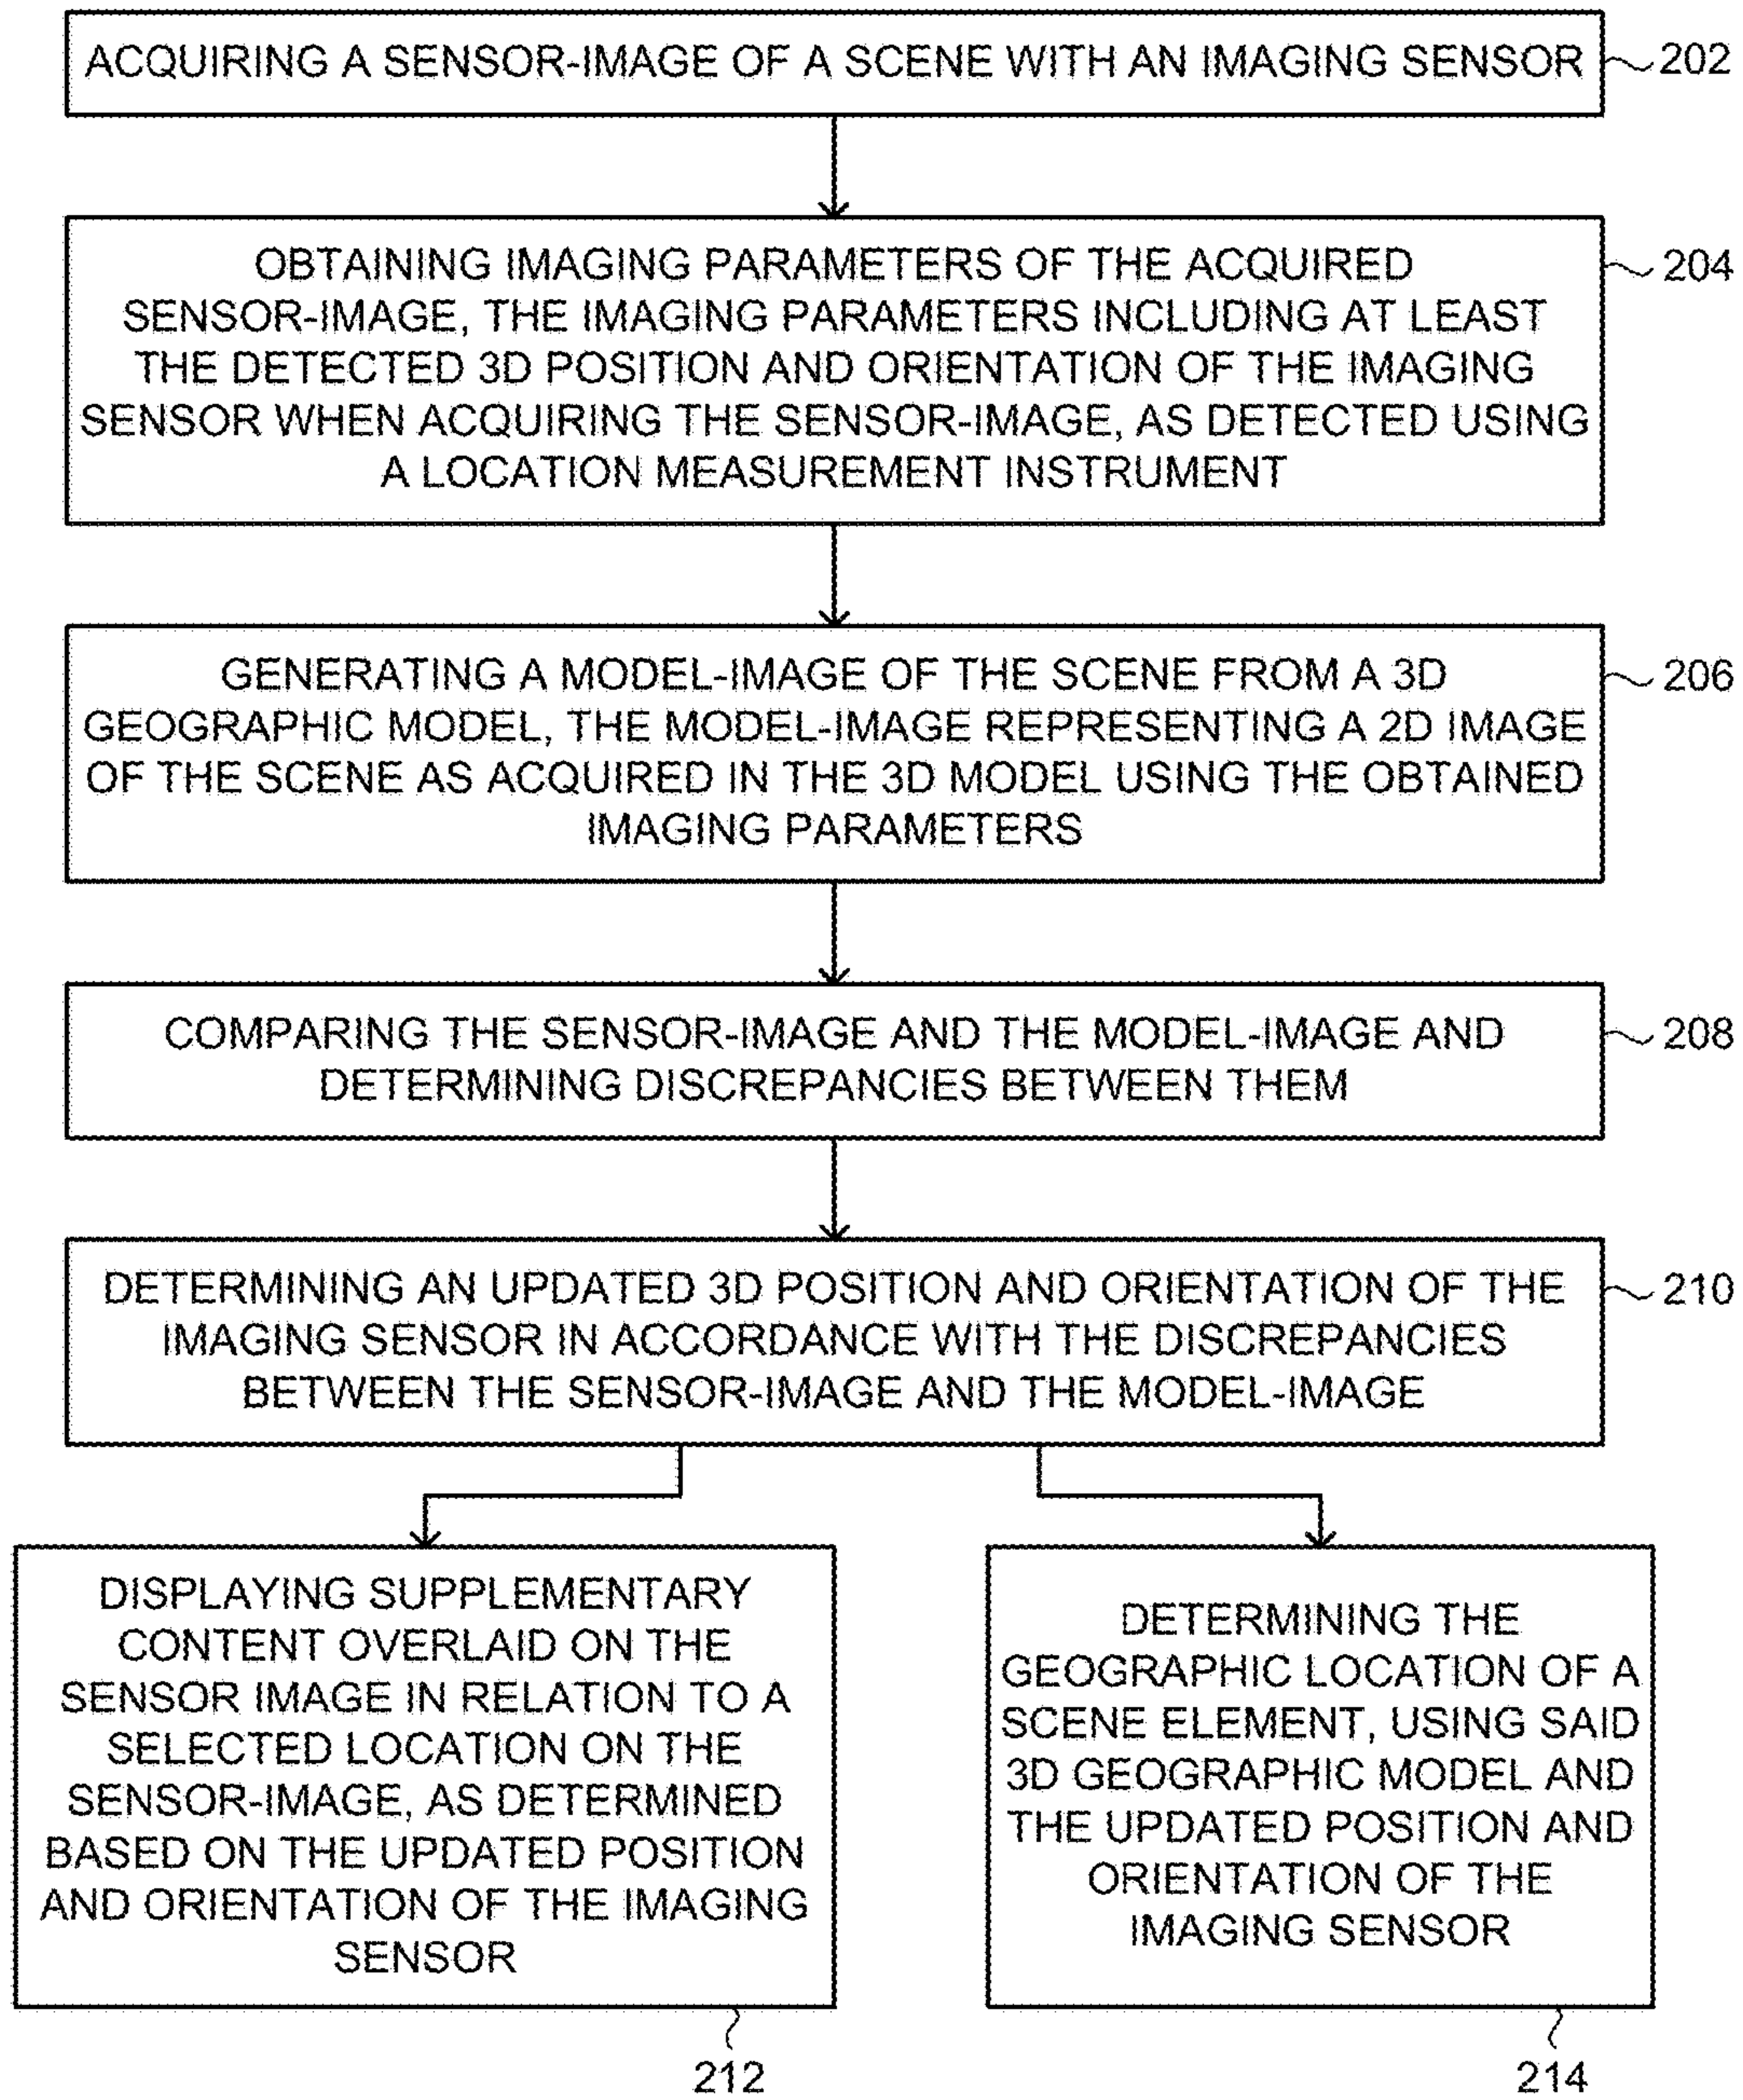 ACQUIRING A SENSOR-IMAGE OF A SCENE WITH AN IMAGING SENSOR
202
OBTAINING IMAGING PARAMETERS OF THE ACQUIRED
SENSOR-IMAGE, THE IMAGING PARAMETERS INCLUDING AT LEAST
THE DETECTED 3D POSITION AND ORIENTATION OF THE IMAGING
SENSOR WHEN ACQUIRING THE SENSOR-IMAGE, AS DETECTED USING
A LOCATION MEASUREMENT INSTRUMENT
204
GENERATING A MODEL-IMAGE OF THE SCENE FROM A 3D
GEOGRAPHIC MODEL, THE MODEL-IMAGE REPRESENTING A 2D IMAGE
OF THE SCENE AS ACQUIRED IN THE 3D MODEL USING THE OBTAINED
IMAGING PARAMETERS
206
COMPARING THE SENSOR-IMAGE AND THE MODEL-IMAGE AND
DETERMINING DISCREPANCIES BETWEEN THEM
208
DETERMINING AN UPDATED 3D POSITION AND ORIENTATION OF THE
IMAGING SENSOR IN ACCORDANCE WITH THE DISCREPANCIES
BETWEEN THE SENSOR-IMAGE AND THE MODEL-IMAGE
210
DISPLAYING SUPPLEMENTARY
CONTENT OVERLAID ON THE
SENSOR IMAGE IN RELATION TO A
SELECTED LOCATION ON THE
SENSOR-IMAGE, AS DETERMINED
BASED ON THE UPDATED POSITION
AND ORIENTATION OF THE IMAGING
SENSOR
212
DETERMINING THE
GEOGRAPHIC LOCATION OF A
SCENE ELEMENT, USING SAID
3D GEOGRAPHIC MODEL AND
THE UPDATED POSITION AND
ORIENTATION OF THE
IMAGING SENSOR
214